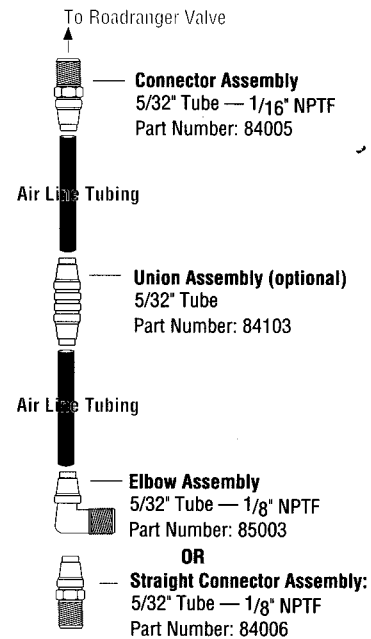 To Roadranger Valve
Connector Assembly
5/32" Tube — 1/16" NPTF
Part Number: 84005
Air Line Tubing
Union Assembly (optional)
5/32" Tube
Part Number: 84103
Air Line Tubing
Elbow Assembly
5/32" Tube — 1/8" NPTF
Part Number: 85003
OR
Straight Connector Assembly:
5/32" Tube — 1/8" NPTF
Part Number: 84006